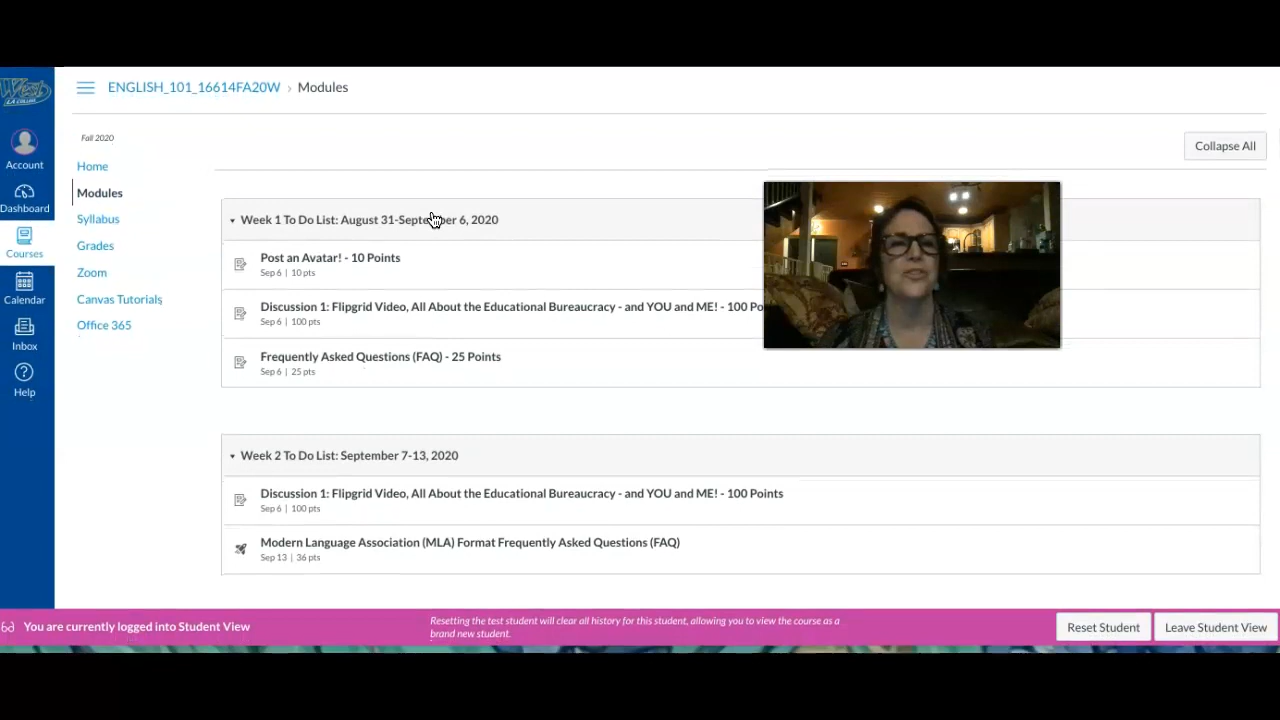 West
L.A. COLLEGE
ENGLISH_101_16614FA20W › Modules
Fall 2020
Collapse All
Account
Dashboard
Courses
Calendar
Inbox
Help
Home
Modules
Syllabus
Grades
Zoom
Canvas Tutorials
Office 365
Week 1 To Do List: August 31-September 6, 2020
Post an Avatar! - 10 Points
Sep 6 | 10 pts
Discussion 1: Flipgrid Video, All About the Educational Bureaucracy - and YOU and ME! - 100 Po
Sep 6 | 100 pts
Frequently Asked Questions (FAQ) - 25 Points
Sep 6 | 25 pts
Week 2 To Do List: September 7-13, 2020
Discussion 1: Flipgrid Video, All About the Educational Bureaucracy - and YOU and ME! - 100 Points
Sep 6 | 100 pts
Modern Language Association (MLA) Format Frequently Asked Questions (FAQ)
Sep 13 | 36 pts
You are currently logged into Student View
Resetting the test student will clear all history for this student, allowing you to view the course as a
brand new student.
Reset Student
Leave Student View